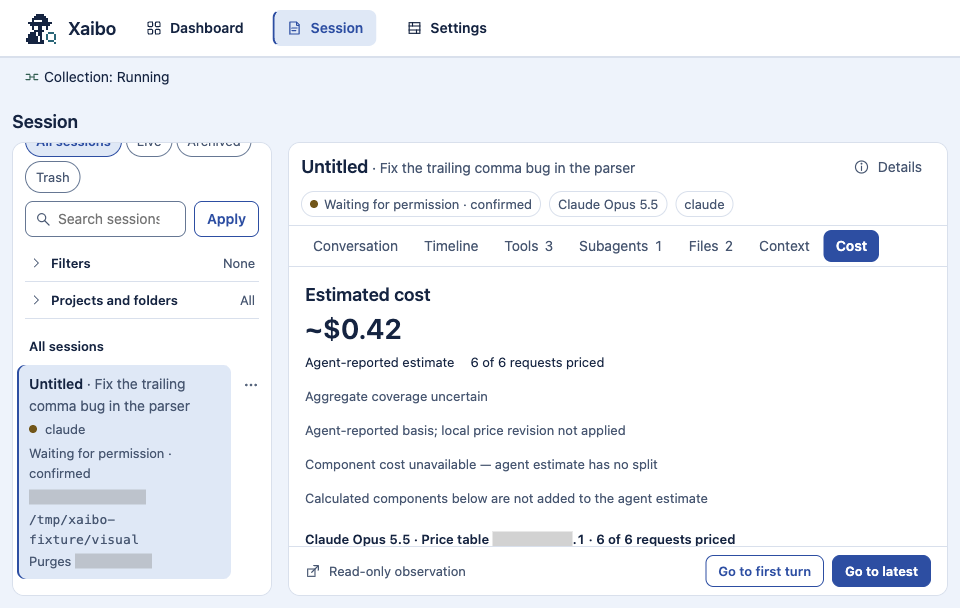 Xaibo
Dashboard
Session
Settings
Collection: Running
Session
All sessions
Live
Archived
Trash
Search sessions
Apply
Filters
None
Projects and folders
All
All sessions
Untitled · Fix the trailing
comma bug in the parser
claude
Waiting for permission ·
confirmed
/tmp/xaibo-
fixture/visual
Purges
Untitled · Fix the trailing comma bug in the parser
Details
Waiting for permission · confirmed
Claude Opus 5.5
claude
Conversation
Timeline
Tools 3
Subagents 1
Files 2
Context
Cost
Estimated cost
~$0.42
Agent-reported estimate 6 of 6 requests priced
Aggregate coverage uncertain
Agent-reported basis; local price revision not applied
Component cost unavailable — agent estimate has no split
Calculated components below are not added to the agent estimate
Claude Opus 5.5 · Price table .1 · 6 of 6 requests priced
Read-only observation
Go to first turn
Go to latest